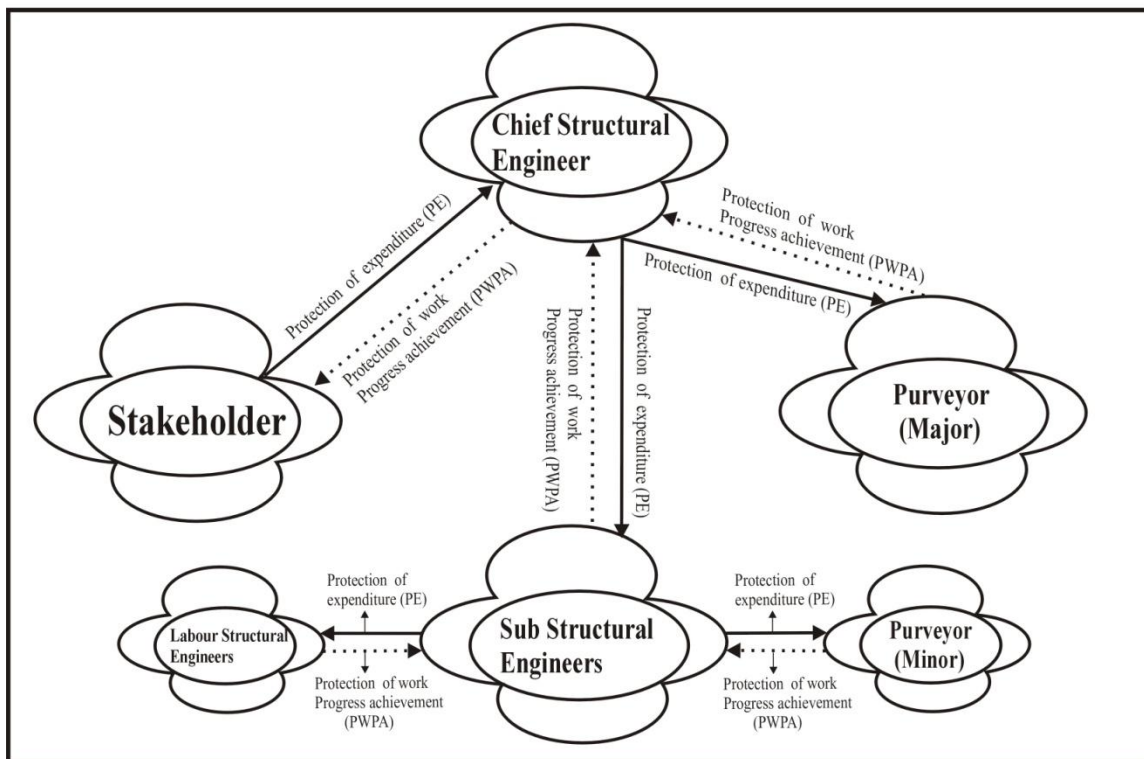 Chief Structural
Engineer
Protection of expenditure (PE)
Protection of work
Progress achievement (PWPA)
Protection of work
Progress achievement (PWPA)
Protection of expenditure (PE)
Stakeholder
Protection of work
Progress achievement (PWPA)
Protection of expenditure (PE)
Purveyor
(Major)
Protection of
expenditure (PE)
Labour Structural
Engineers
Protection of work
Progress achievement
(PWPA)
Sub Structural
Engineers
Protection of
expenditure (PE)
Purveyor
(Minor)
Protection of work
Progress achievement
(PWPA)